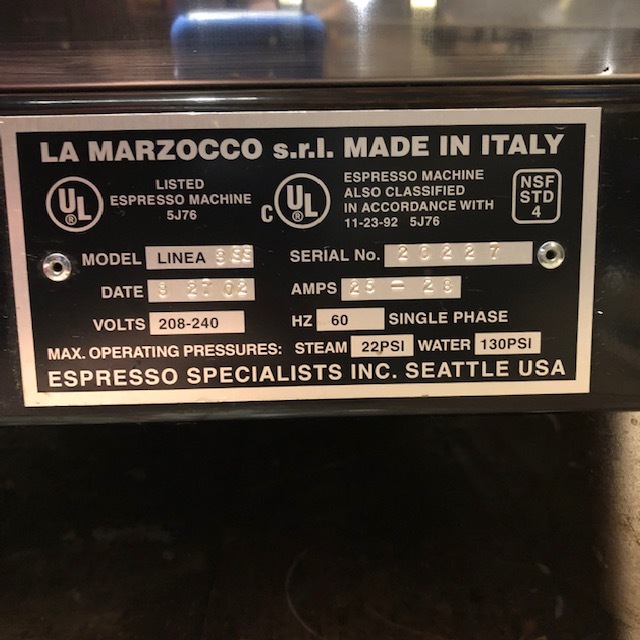 LA MARZOCCO s.r.l. MADE IN ITALY
UL ® LISTED
ESPRESSO MACHINE
5J76
C UL ® ESPRESSO MACHINE
ALSO CLASSIFIED
IN ACCORDANCE WITH
11-23-92 5J76
NSF
STD
4
MODEL LINEA
SERIAL No.
DATE 27 02
AMPS 25 - 28
VOLTS 208-240
HZ 60 SINGLE PHASE
MAX. OPERATING PRESSURES: STEAM 22PSI WATER 130PSI
ESPRESSO SPECIALISTS INC. SEATTLE USA